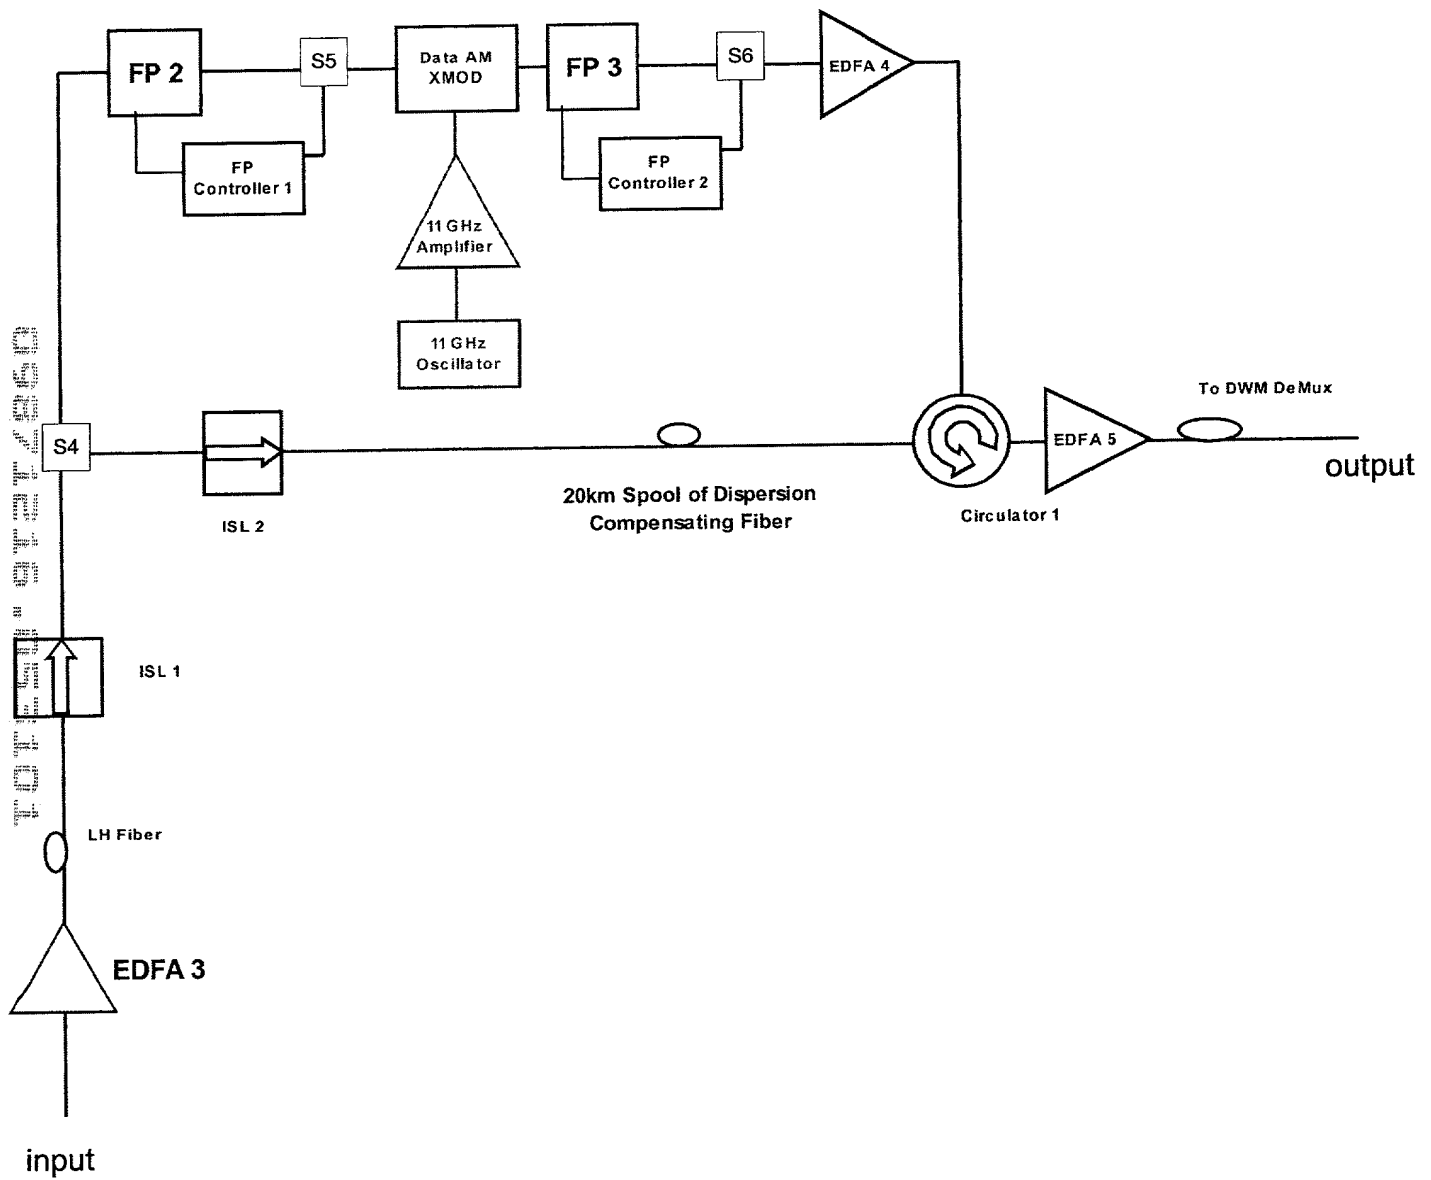 FP 2
S5
Data AM
XMOD
FP 3
S6
EDFA 4
FP
Controller 1
FP
Controller 2
11 GHz
Amplifier
11 GHz
Oscillator
To DWM DeMux
S4
EDFA 5
output
20km Spool of Dispersion
Compensating Fiber
ISL 2
Circulator 1
ISL 1
LH Fiber
EDFA 3
input